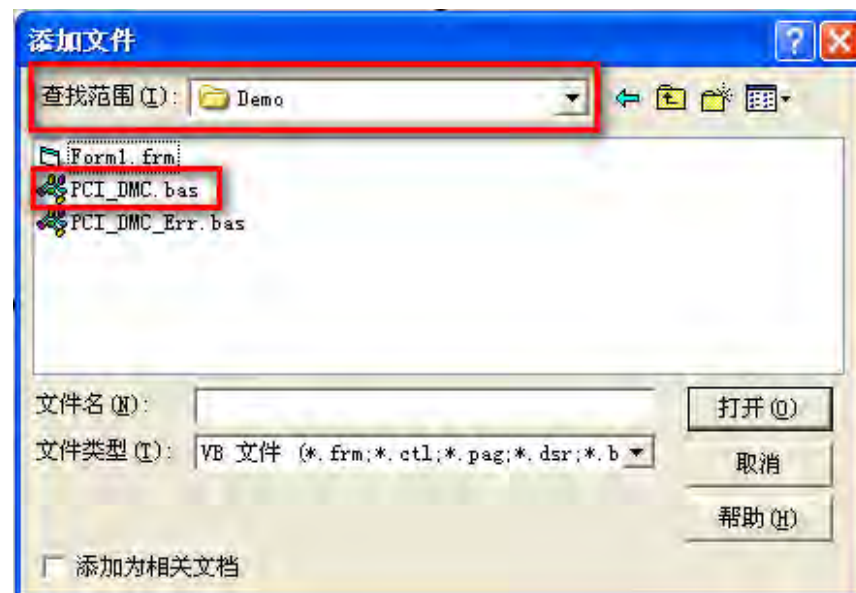 添加文件
查找范围(I): Demo
Form1.frm
PCI_DMC.bas
PCI_DMC_Err.bas
文件名(N): 打开(O)
文件类型(T): VB 文件 (*.frm;*.ctl;*.pag;*.dsr;*.b 取消
帮助(H)
添加为相关文档